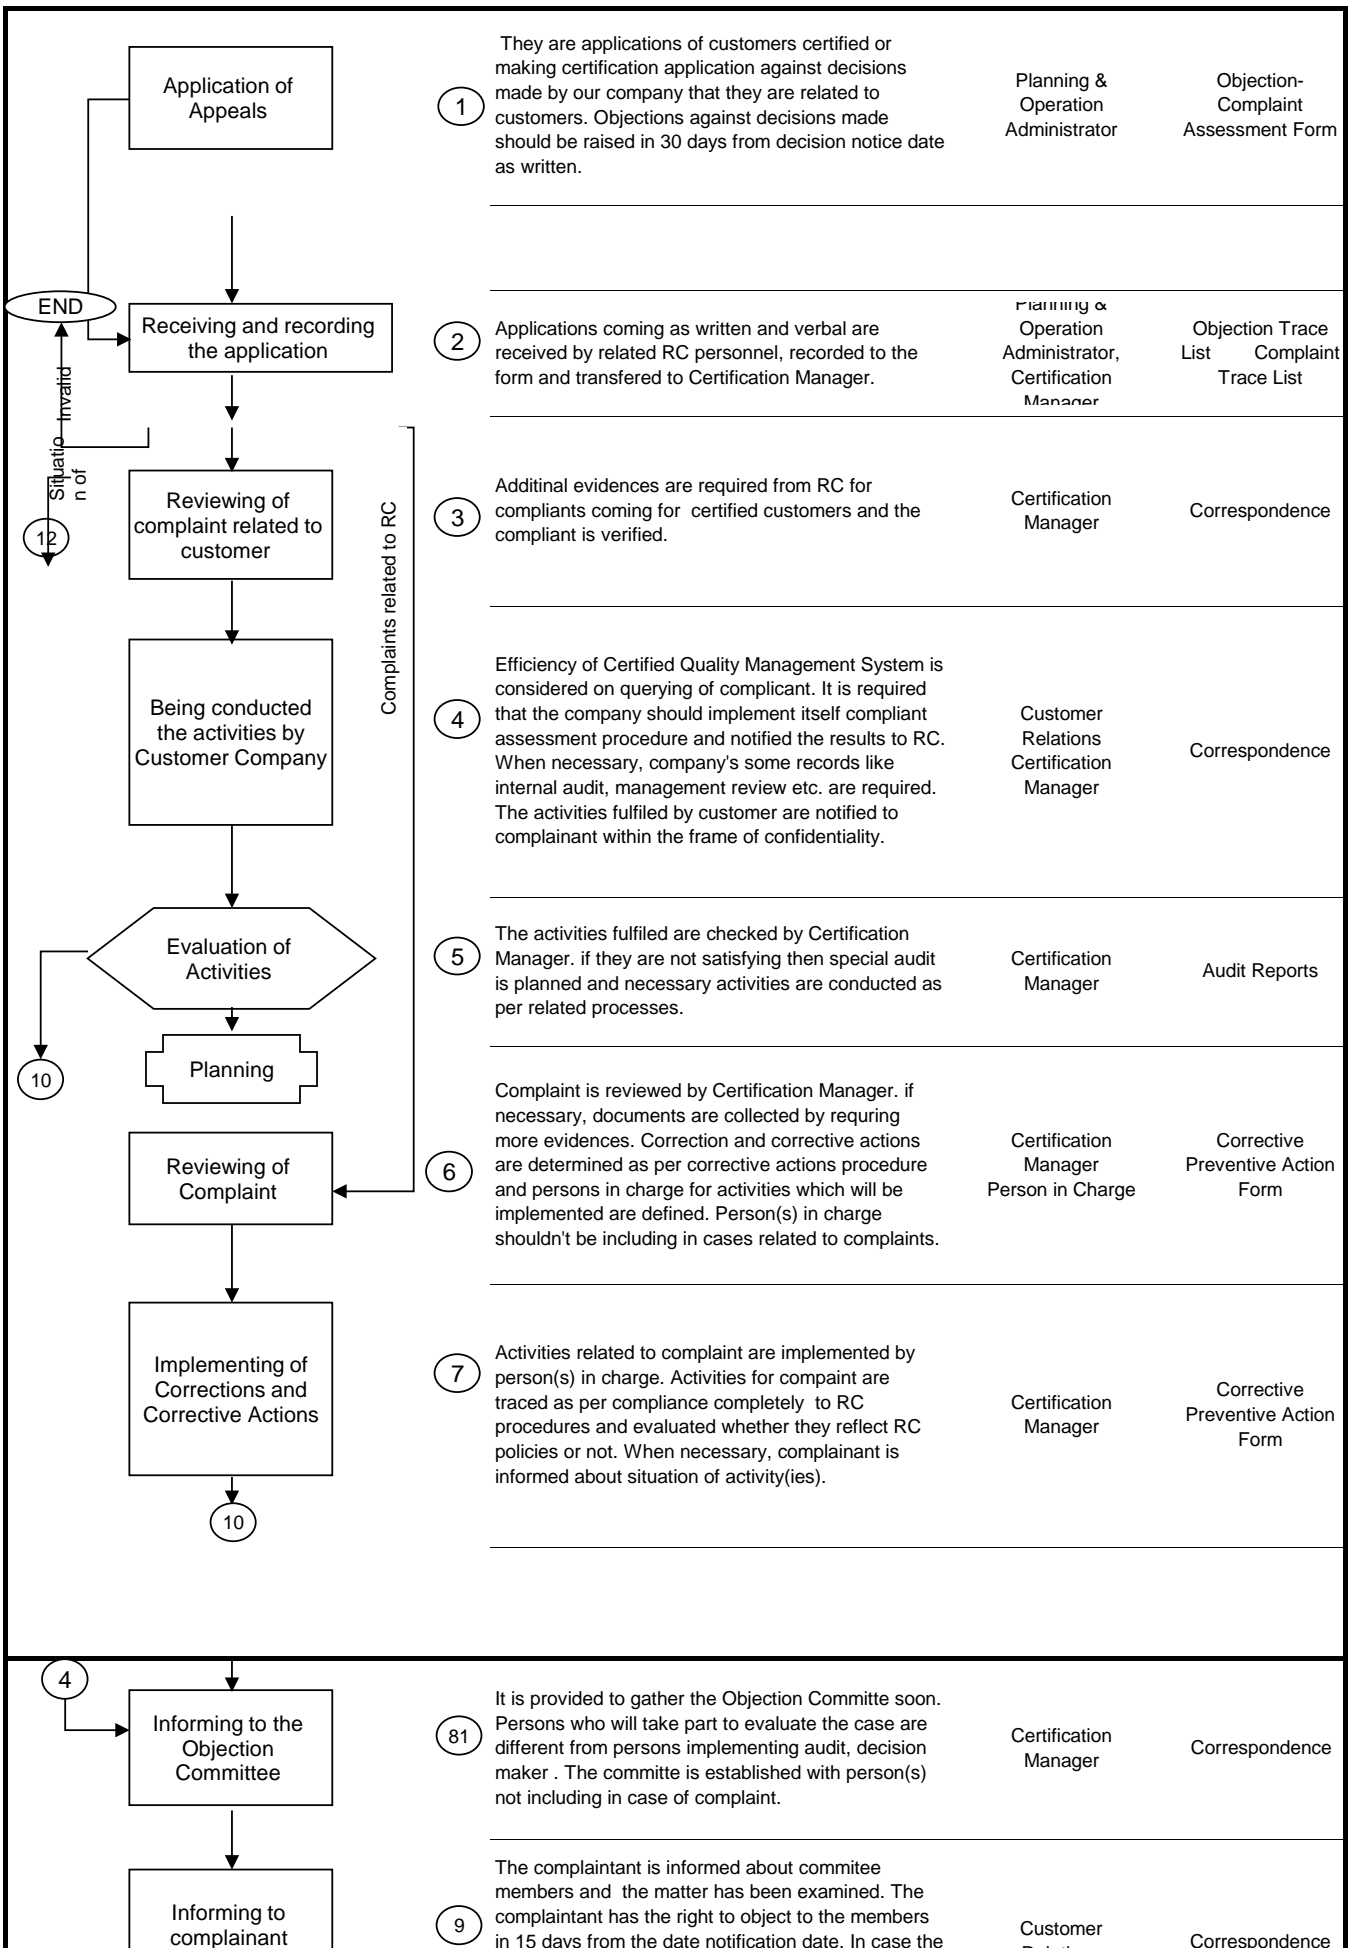 Application of
Appeals
1
They are applications of customers certified or
making certification application against decisions
made by our company that they are related to
customers. Objections against decisions made
should be raised in 30 days from decision notice date
as written.
Planning &
Operation
Administrator
Objection-
Complaint
Assessment Form
END
Receiving and recording
the application
2
Applications coming as written and verbal are
received by related RC personnel, recorded to the
form and transfered to Certification Manager.
Planning &
Operation
Administrator,
Certification
Manager
Objection Trace
List Complaint
Trace List
Invalid
Situatio
n of
12
Reviewing of
complaint related to
customer
Complaints related to RC
3
Additinal evidences are required from RC for
compliants coming for certified customers and the
compliant is verified.
Certification
Manager
Correspondence
Being conducted
the activities by
Customer Company
4
Efficiency of Certified Quality Management System is
considered on querying of complicant. It is required
that the company should implement itself compliant
assessment procedure and notified the results to RC.
When necessary, company's some records like
internal audit, management review etc. are required.
The activities fulfiled by customer are notified to
complainant within the frame of confidentiality.
Customer
Relations
Certification
Manager
Correspondence
Evaluation of
Activities
5
The activities fulfiled are checked by Certification
Manager. if they are not satisfying then special audit
is planned and necessary activities are conducted as
per related processes.
Certification
Manager
Audit Reports
10
Planning
Reviewing of
Complaint
6
Complaint is reviewed by Certification Manager. if
necessary, documents are collected by requring
more evidences. Correction and corrective actions
are determined as per corrective actions procedure
and persons in charge for activities which will be
implemented are defined. Person(s) in charge
shouldn't be including in cases related to complaints.
Certification
Manager
Person in Charge
Corrective
Preventive Action
Form
Implementing of
Corrections and
Corrective Actions
7
Activities related to complaint are implemented by
person(s) in charge. Activities for compaint are
traced as per compliance completely to RC
procedures and evaluated whether they reflect RC
policies or not. When necessary, complainant is
informed about situation of activity(ies).
Certification
Manager
Corrective
Preventive Action
Form
10
4
Informing to the
Objection
Committee
81
It is provided to gather the Objection Committe soon.
Persons who will take part to evaluate the case are
different from persons implementing audit, decision
maker . The committe is established with person(s)
not including in case of complaint.
Certification
Manager
Correspondence
Informing to
complainant
9
The complaintant is informed about commitee
members and the matter has been examined. The
complaintant has the right to object to the members
in 15 days from the date notification date. In case the
Customer
Correspondence